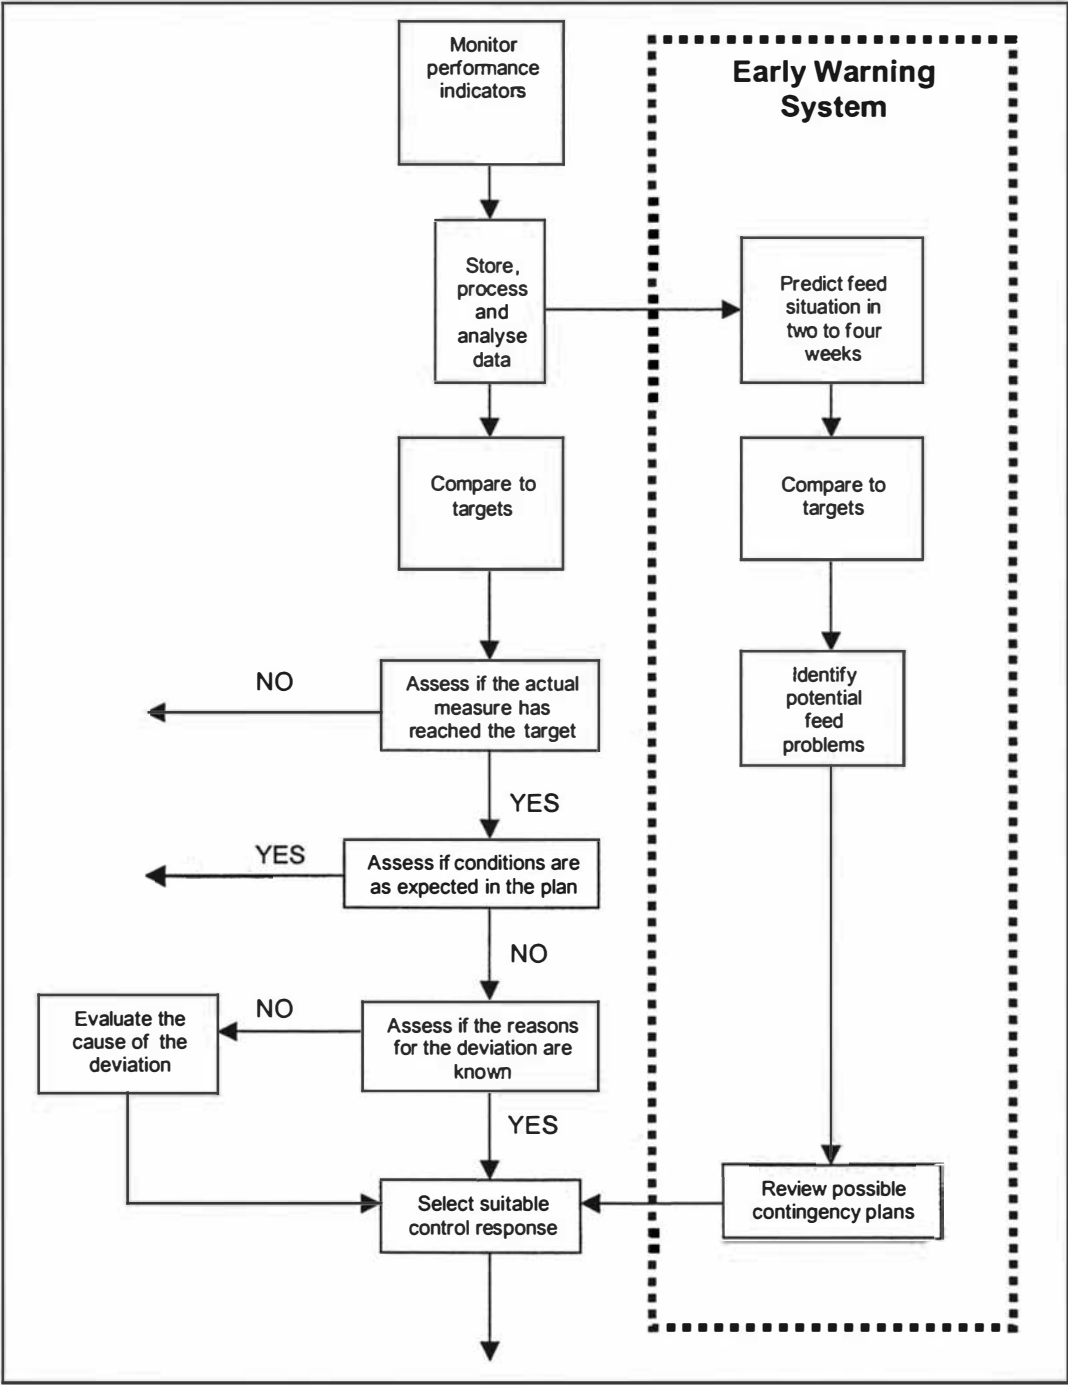 Monitor
performance
indicators
Early Warning
System
Store,
process
and
analyse
data
Predict feed
situation in
two to four
weeks
Compare to
targets
Compare to
targets
NO
Assess if the actual
measure has
reached the target
Identify
potential
feed
problems
YES
YES
Assess if conditions are
as expected in the plan
NO
Evaluate the
cause of the
deviation
NO
Assess if the reasons
for the deviation are
known
YES
Select suitable
control response
Review possible
contingency plans